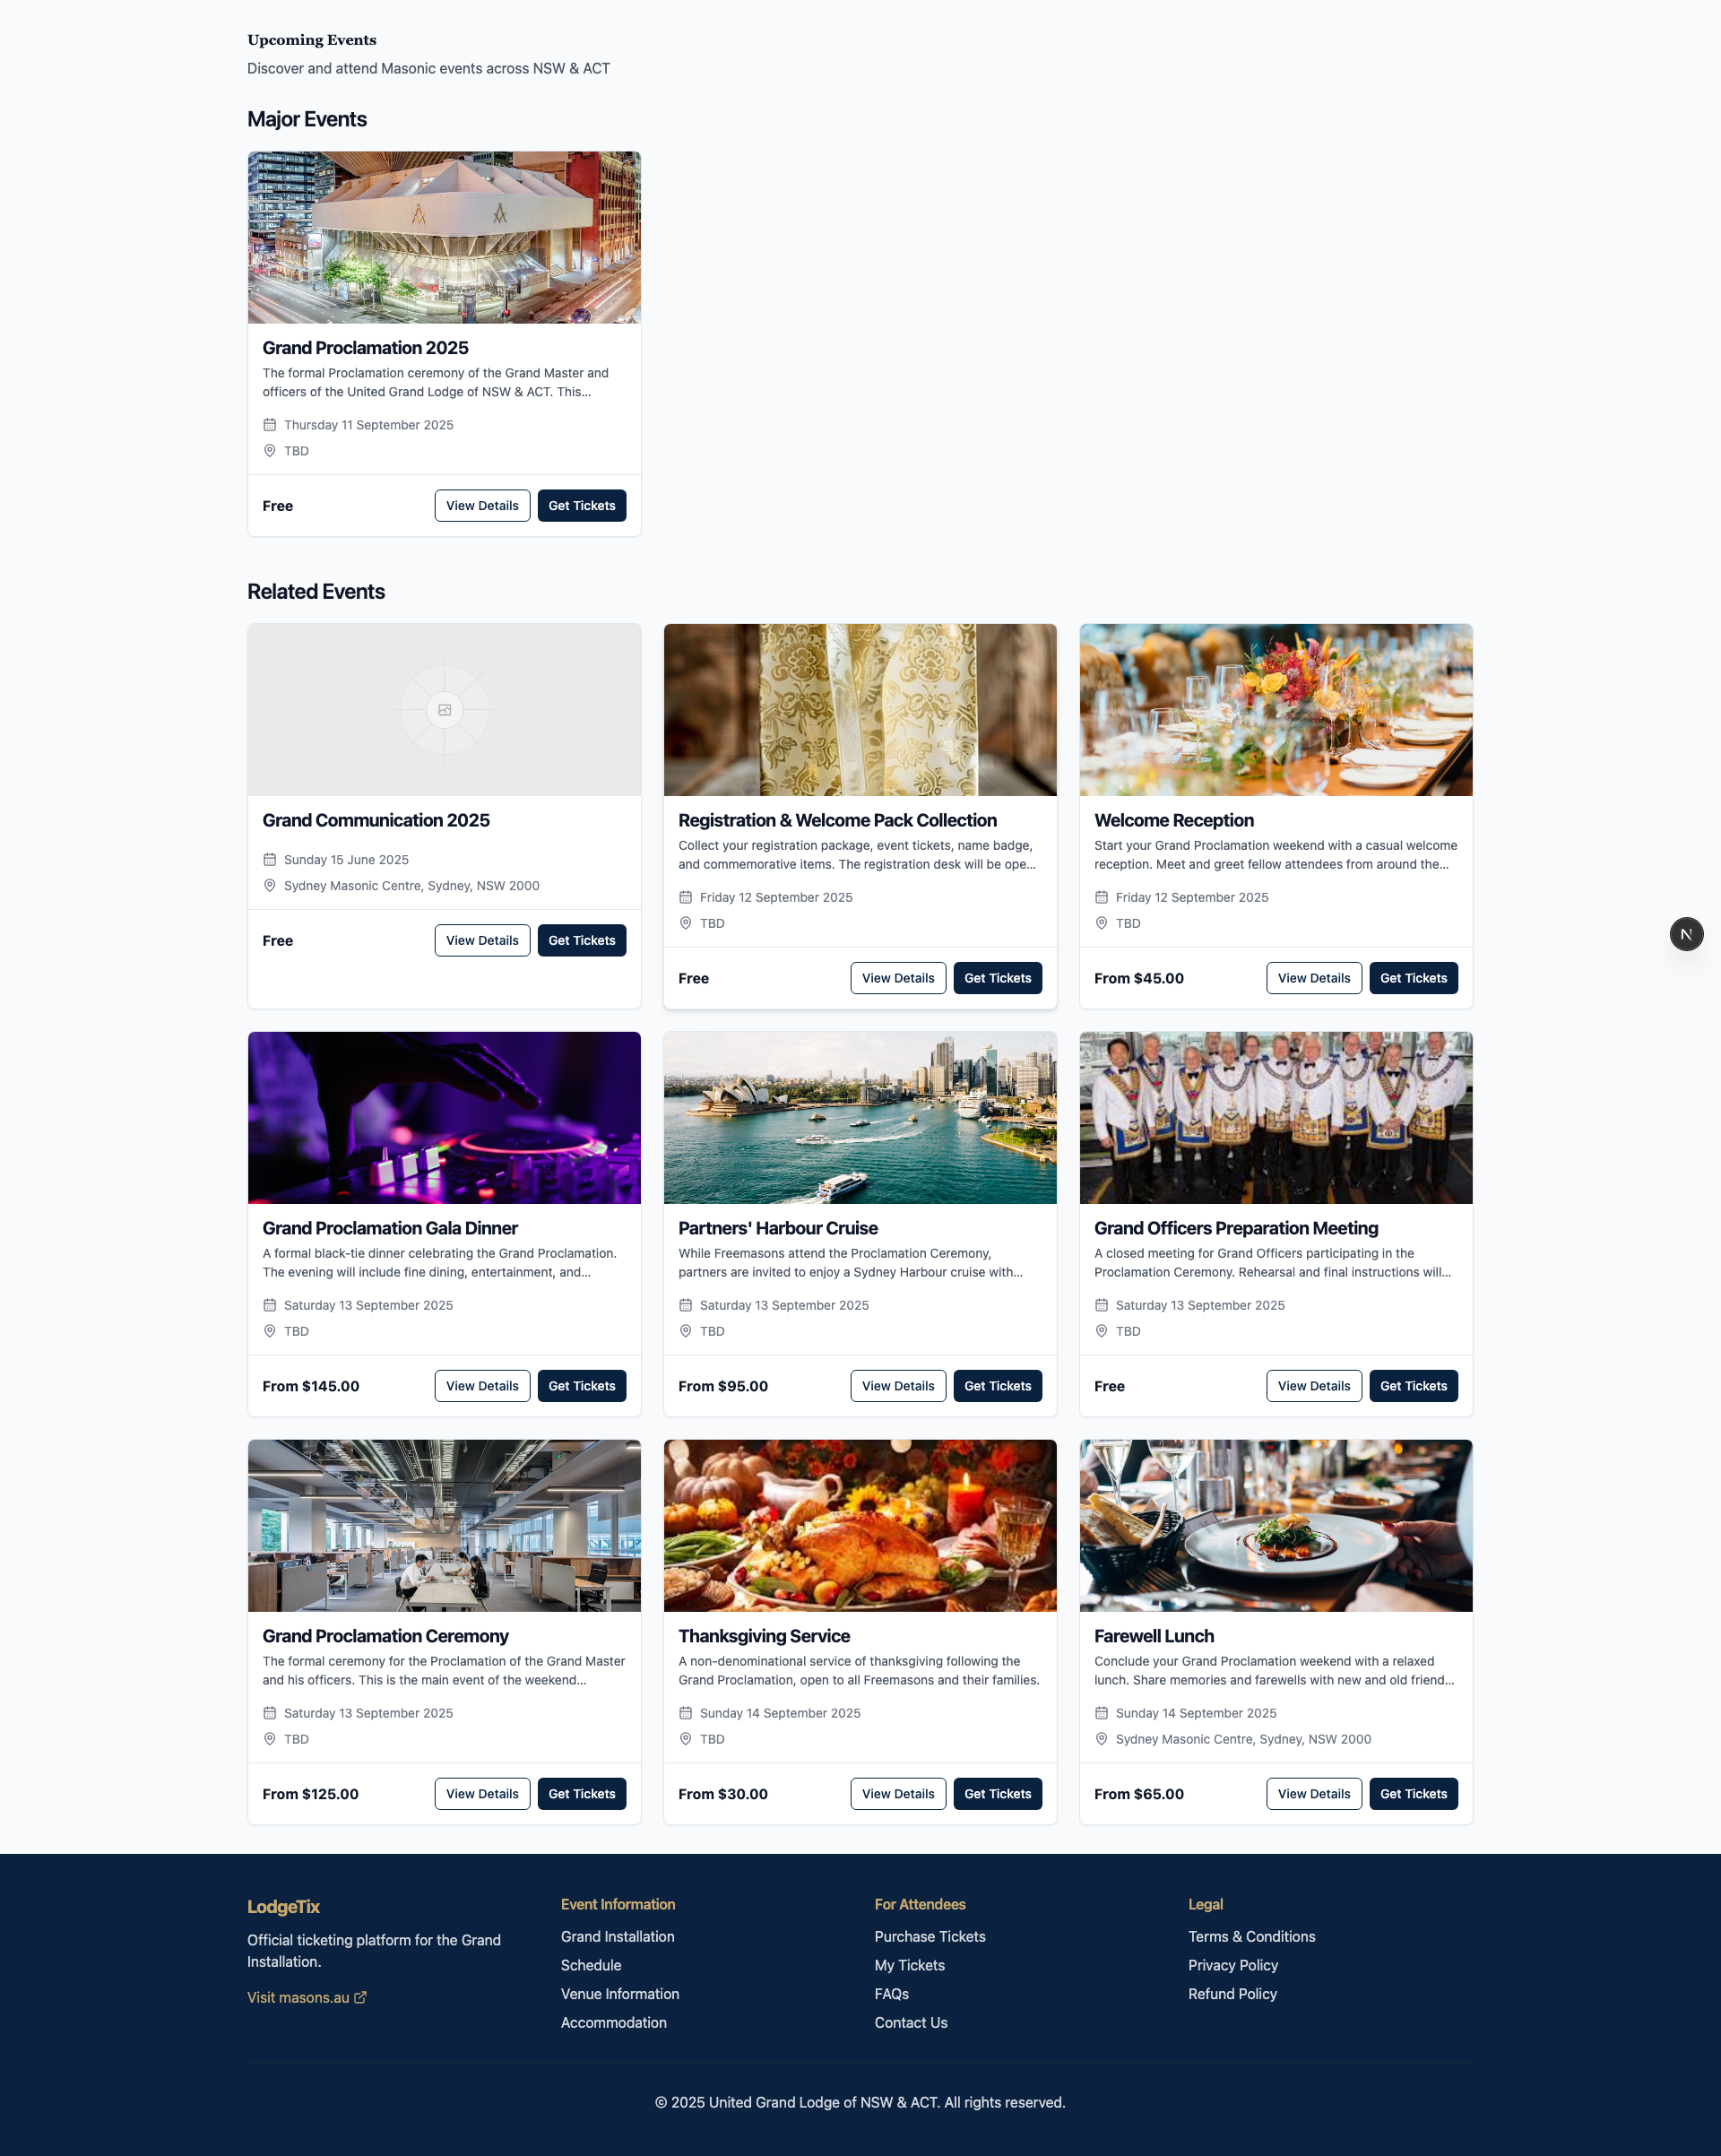 Upcoming Events
Discover and attend Masonic events across NSW & ACT
Major Events
Grand Proclamation 2025
The formal Proclamation ceremony of the Grand Master and
officers of the United Grand Lodge of NSW & ACT. This...
Thursday 11 September 2025
TBD
Free
View Details
Get Tickets
Related Events
Grand Communication 2025
Sunday 15 June 2025
Sydney Masonic Centre, Sydney, NSW 2000
Free
View Details
Get Tickets
Registration & Welcome Pack Collection
Collect your registration package, event tickets, name badge,
and commemorative items. The registration desk will be ope...
Friday 12 September 2025
TBD
Free
View Details
Get Tickets
Welcome Reception
Start your Grand Proclamation weekend with a casual welcome
reception. Meet and greet fellow attendees from around the...
Friday 12 September 2025
TBD
From $45.00
View Details
Get Tickets
Grand Proclamation Gala Dinner
A formal black-tie dinner celebrating the Grand Proclamation.
The evening will include fine dining, entertainment, and...
Saturday 13 September 2025
TBD
From $145.00
View Details
Get Tickets
Partners' Harbour Cruise
While Freemasons attend the Proclamation Ceremony,
partners are invited to enjoy a Sydney Harbour cruise with...
Saturday 13 September 2025
TBD
From $95.00
View Details
Get Tickets
Grand Officers Preparation Meeting
A closed meeting for Grand Officers participating in the
Proclamation Ceremony. Rehearsal and final instructions will...
Saturday 13 September 2025
TBD
Free
View Details
Get Tickets
Grand Proclamation Ceremony
The formal ceremony for the Proclamation of the Grand Master
and his officers. This is the main event of the weekend...
Saturday 13 September 2025
TBD
From $125.00
View Details
Get Tickets
Thanksgiving Service
A non-denominational service of thanksgiving following the
Grand Proclamation, open to all Freemasons and their families.
Sunday 14 September 2025
TBD
From $30.00
View Details
Get Tickets
Farewell Lunch
Conclude your Grand Proclamation weekend with a relaxed
lunch. Share memories and farewells with new and old friend...
Sunday 14 September 2025
Sydney Masonic Centre, Sydney, NSW 2000
From $65.00
View Details
Get Tickets
N
LodgeTix
Official ticketing platform for the Grand
Installation.
Visit masons.au
Event Information
Grand Installation
Schedule
Venue Information
Accommodation
For Attendees
Purchase Tickets
My Tickets
FAQs
Contact Us
Legal
Terms & Conditions
Privacy Policy
Refund Policy
© 2025 United Grand Lodge of NSW & ACT. All rights reserved.